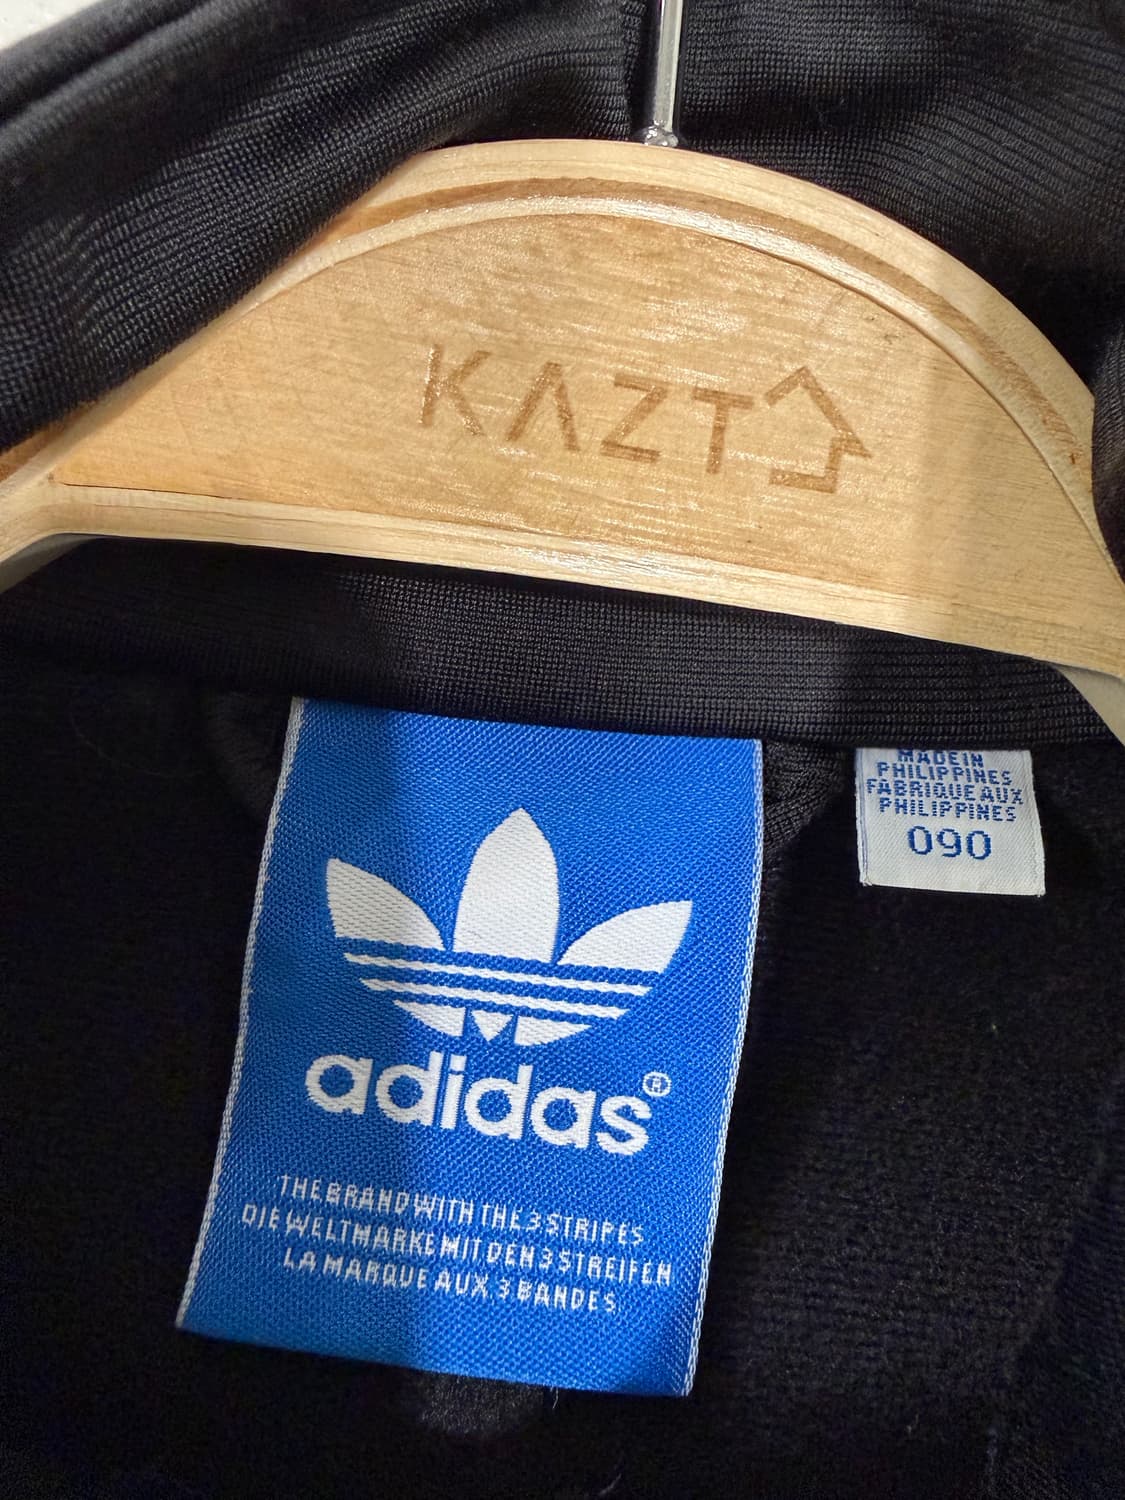 KAZT
adidas®
THE BRAND WITH THE 3 STRIPES
DIE WELTMARKE MIT DEN 3 STREIFEN
LA MARQUE AUX 3 BANDES
MADE IN
PHILIPPINES
FABRIQUE AUX
PHILIPPINES
090